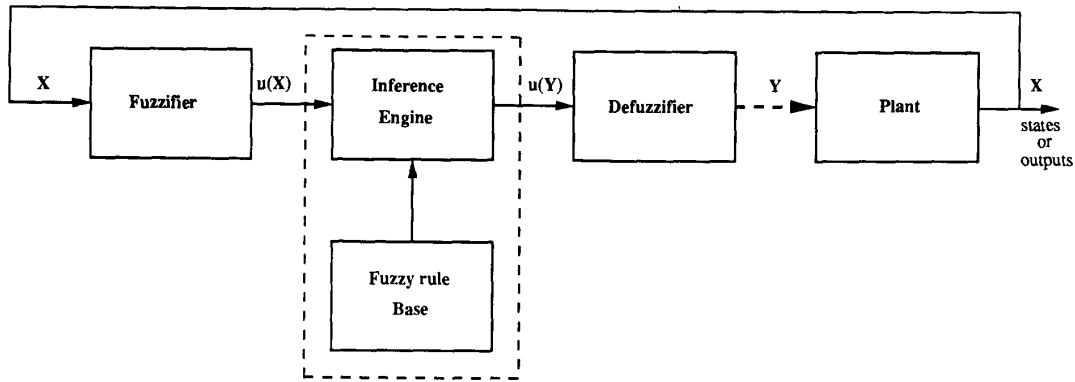 X
Fuzzifier
u(X)
Inference
Engine
u(Y)
Defuzzifier
Y
Plant
X
states
or
outputs
Fuzzy rule
Base